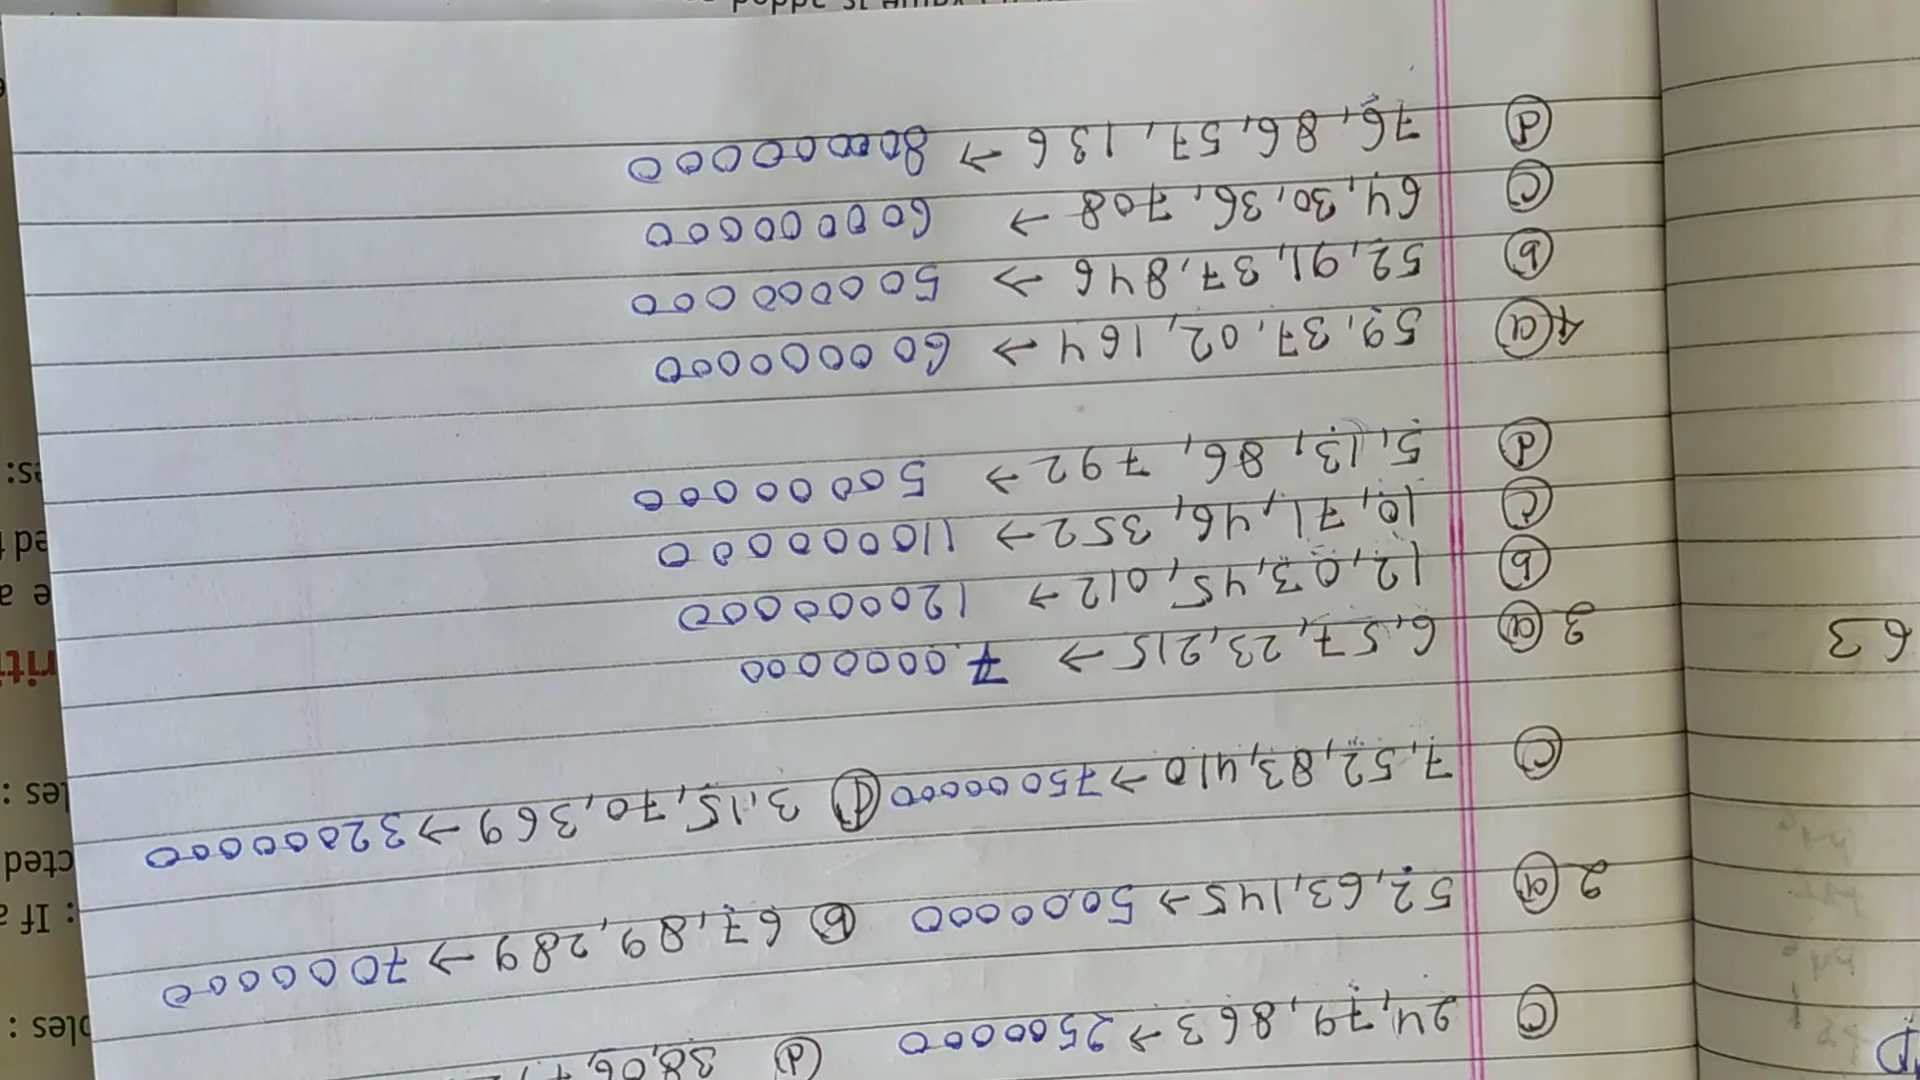 (C) 24,79,863 → 2500000 (d) 38,06,
2 (a) 52,63,145 → 5000000 (b) 67,89,289 → 7000000
(C) 7,52,83,410 → 75000000 (d) 3,15,70,369 → 32000000
63
3 (a) 6,57,23,215 → 7.0000000
(b) 12,03,45,012 → 120000000
(C) 10,71,46,352 → 110000000
(d) 5,13,86,792 → 50000000
4 (a) 59,37,02,164 → 600000000
(b) 52,91,37,846 → 500000000
(C) 64,30,36,708 → 600000000
(d) 76,86,57,136 → 800000000